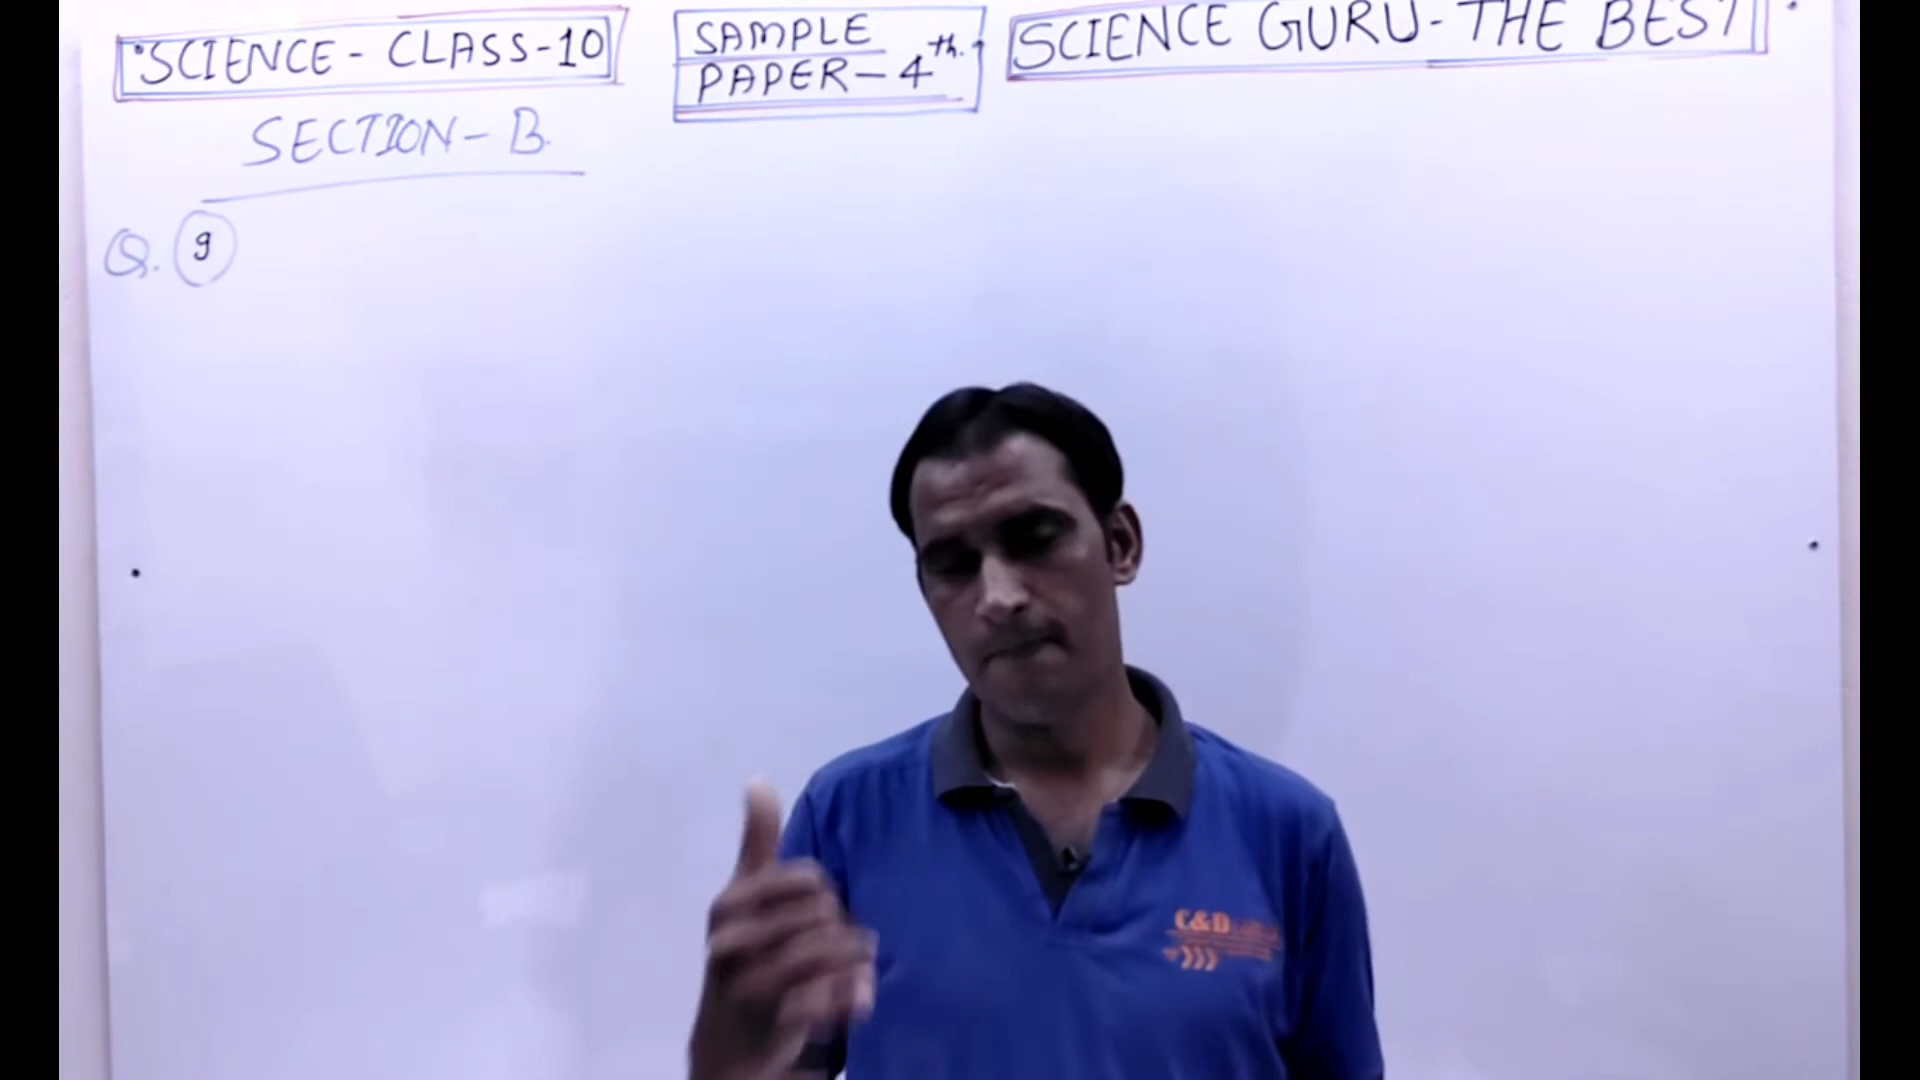 SCIENCE - CLASS-10
SAMPLE
PAPER - 4th.
SCIENCE GURU - THE BEST
SECTION - B.
Q. 9
C&D